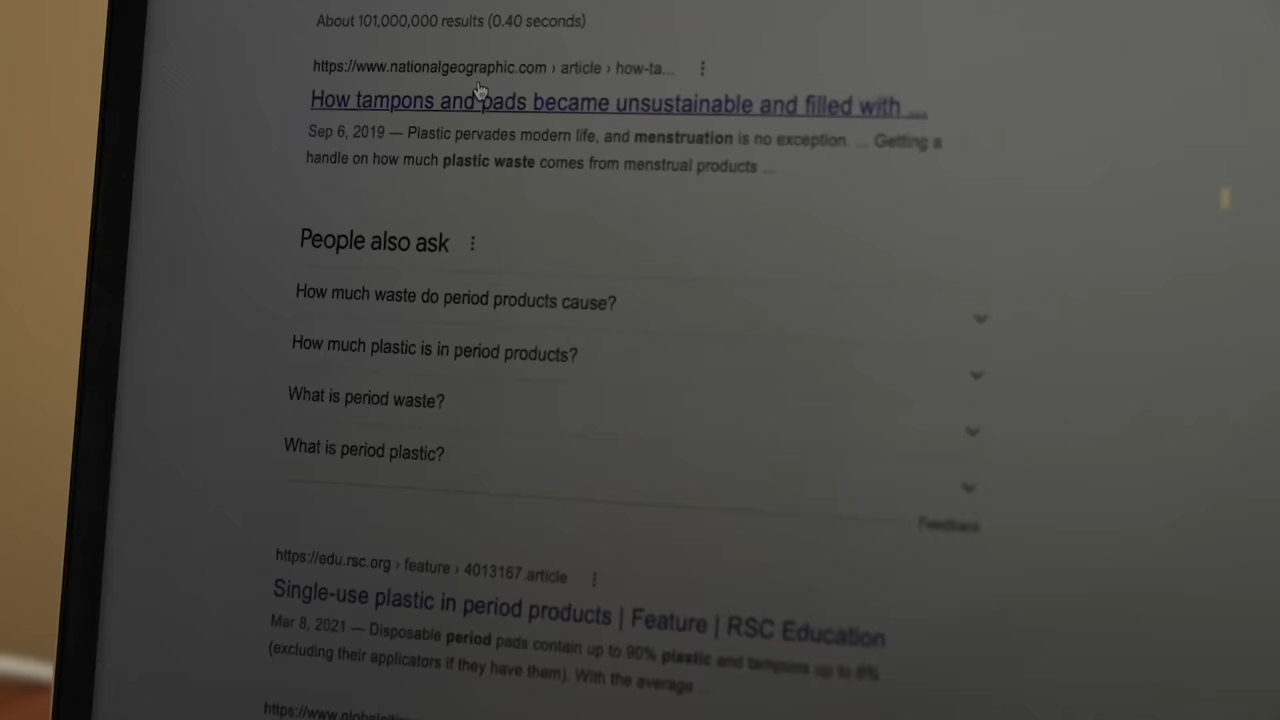 About 101,000,000 results (0.40 seconds)
https://www.nationalgeographic.com › article › how-ta...
How tampons and pads became unsustainable and filled with ...
Sep 6, 2019 — Plastic pervades modern life, and menstruation is no exception. ... Getting a
handle on how much plastic waste comes from menstrual products ...
People also ask
How much waste do period products cause?
How much plastic is in period products?
What is period waste?
What is period plastic?
Feedback
https://edu.rsc.org › feature › 4013167.article
Single-use plastic in period products | Feature | RSC Education
Mar 8, 2021 — Disposable period pads contain up to 90% plastic and tampons up to 6%
(excluding their applicators if they have them). With the average ...